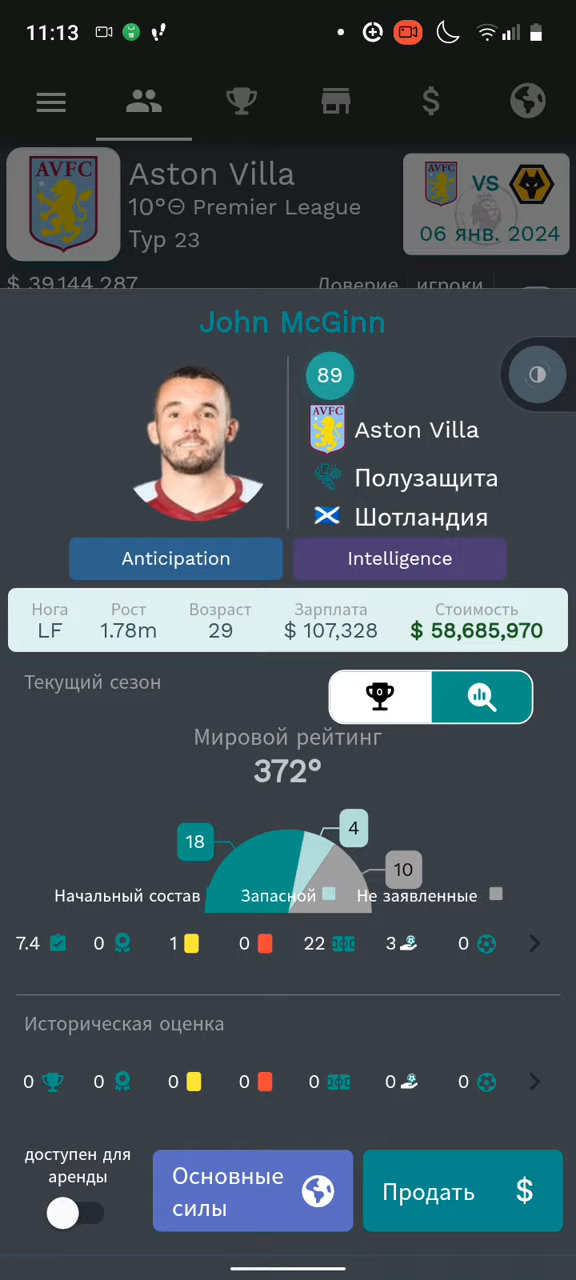 11:13
AVFC
Aston Villa
10° Premier League
Тур 23
VS
06 янв. 2024
$ 39 144 287
Доверие
игроки
John McGinn
89
AVFC
Aston Villa
Полузащита
Шотландия
Anticipation
Intelligence
Нога Рост Возраст Зарплата Стоимость
LF 1.78m 29 $ 107,328 $ 58,685,970
Текущий сезон
0
Мировой рейтинг
372°
18
4
10
Начальный состав Запасной Не заявленные
7.4 0 1 0 22 3 0
Историческая оценка
0 0 0 0 0 0 0
доступен для
аренды
Основные
силы
Продать $